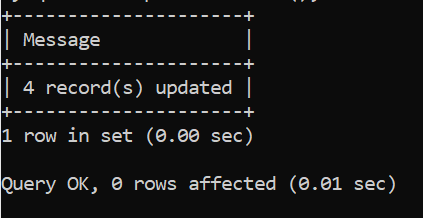 +---------------------+
| Message             |
+---------------------+
| 4 record(s) updated |
+---------------------+
1 row in set (0.00 sec)
Query OK, 0 rows affected (0.01 sec)